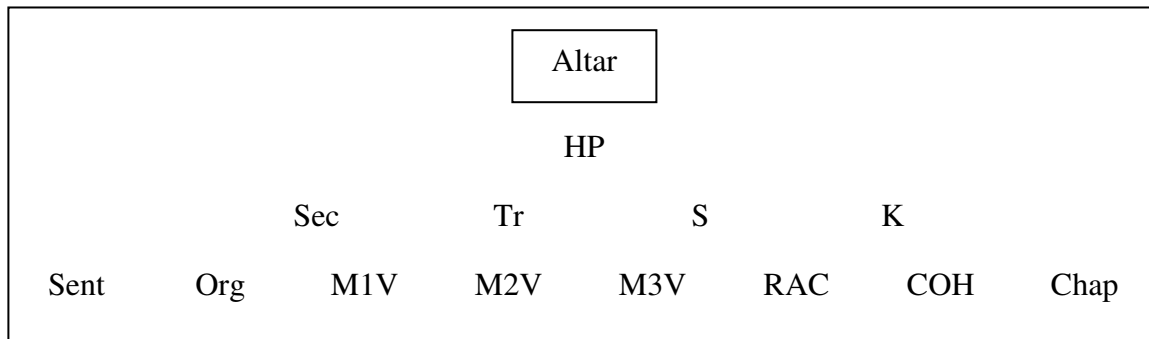 Altar
HP
Sec Tr S K
Sent Org M1V M2V M3V RAC COH Chap